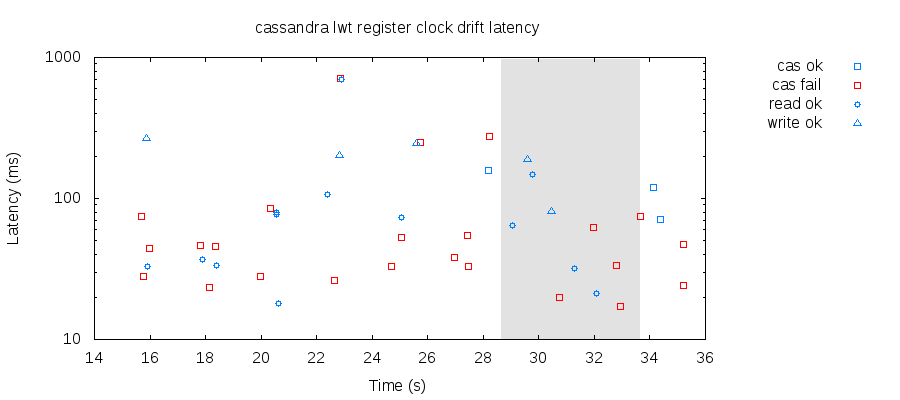 cassandra lwt register clock drift latency
cas ok
cas fail
read ok
write ok
1000
100
10
Latency (ms)
14 16 18 20 22 24 26 28 30 32 34 36
Time (s)